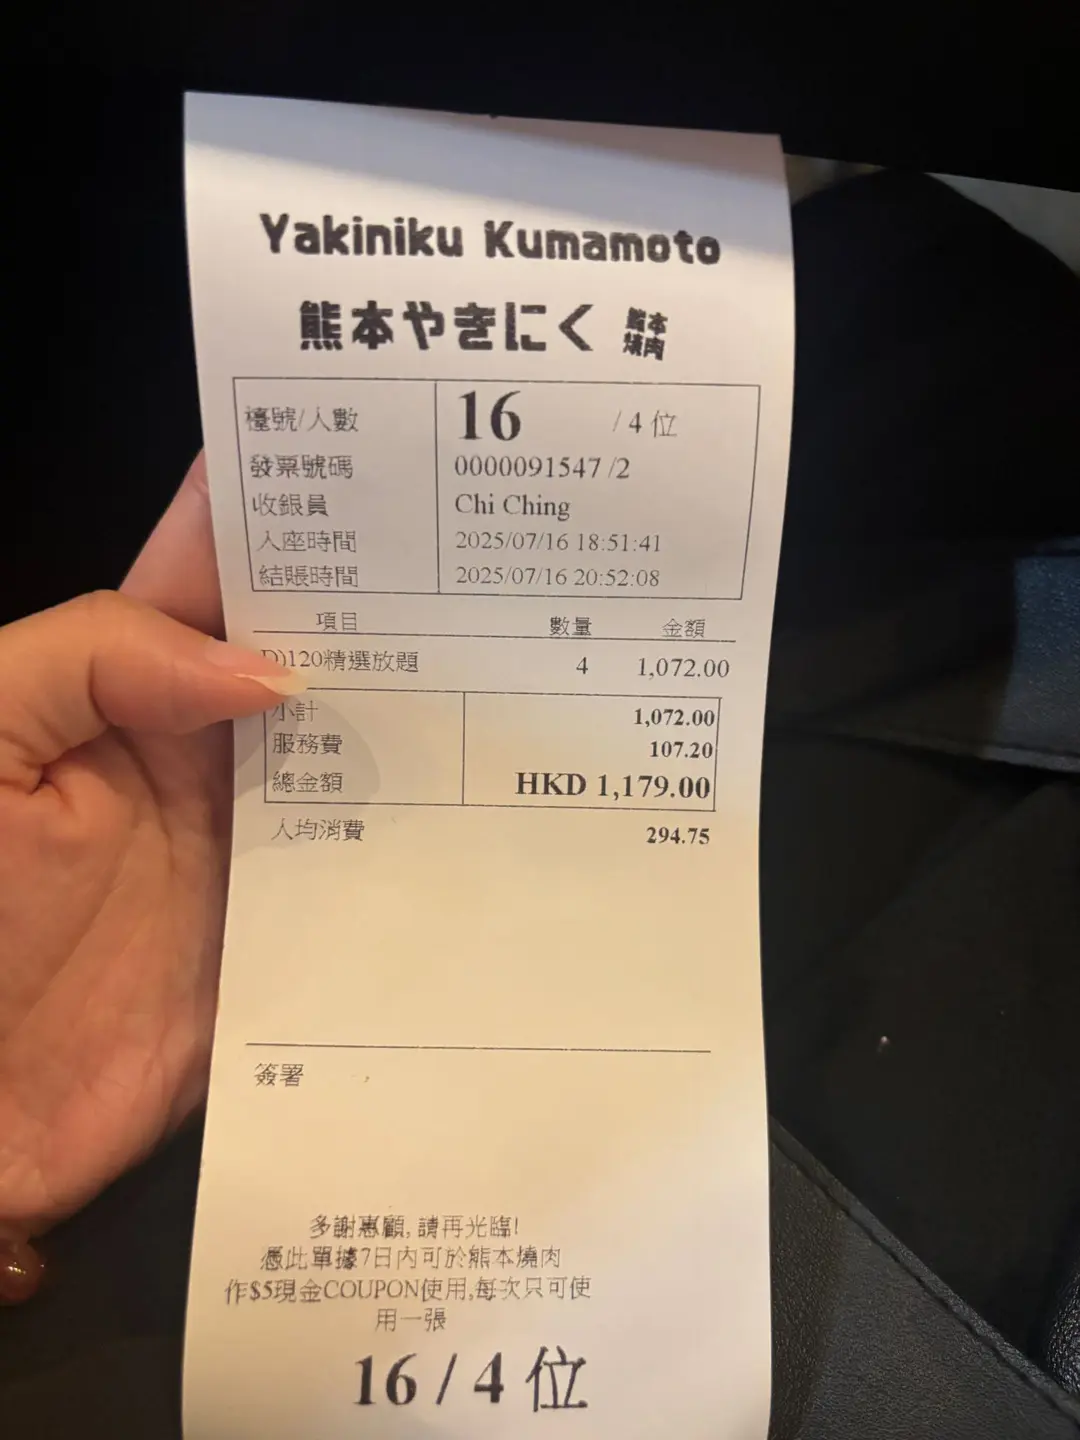 Yakiniku Kumamoto
熊本やきにく 熊本燒肉
檯號/人數 16 / 4 位
發票號碼 0000091547 /2
收銀員 Chi Ching
入座時間 2025/07/16 18:51:41
結賬時間 2025/07/16 20:52:08
項目 數量 金額
D)120精選放題 4 1,072.00
小計 1,072.00
服務費 107.20
總金額 HKD 1,179.00
人均消費 294.75
簽署
多謝惠顧, 請再光臨!
憑此單據7日內可於熊本燒肉
作$5現金COUPON使用,每次只可使
用一張
16 / 4 位